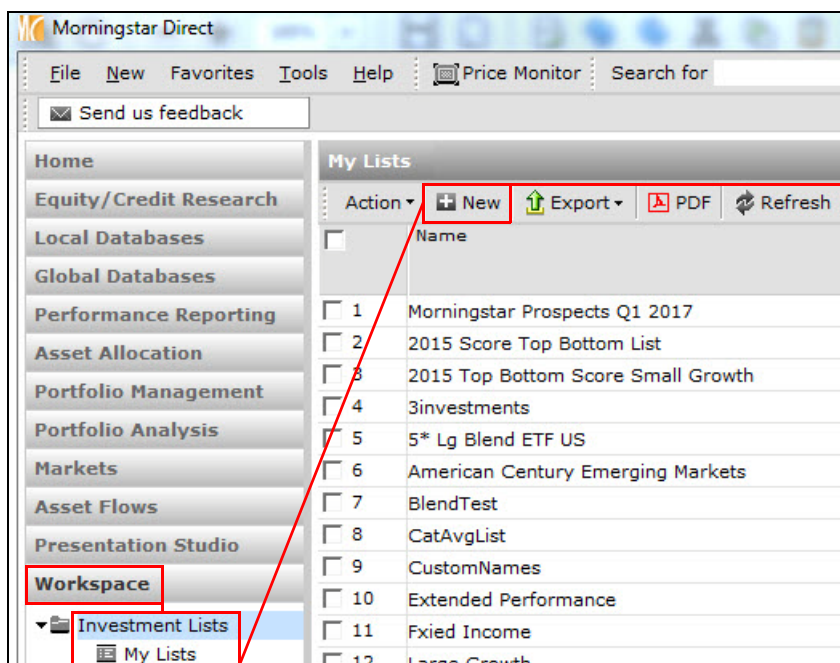 Morningstar Direct
File New Favorites Tools Help Price Monitor Search for
Send us feedback
Home
Equity/Credit Research
Local Databases
Global Databases
Performance Reporting
Asset Allocation
Portfolio Management
Portfolio Analysis
Markets
Asset Flows
Presentation Studio
Workspace
Investment Lists
My Lists
My Lists
Action New Export PDF Refresh
Name
1 Morningstar Prospects Q1 2017
2 2015 Score Top Bottom List
3 2015 Top Bottom Score Small Growth
4 3investments
5 5* Lg Blend ETF US
6 American Century Emerging Markets
7 BlendTest
8 CatAvgList
9 CustomNames
10 Extended Performance
11 Fxied Income
12 Large Growth